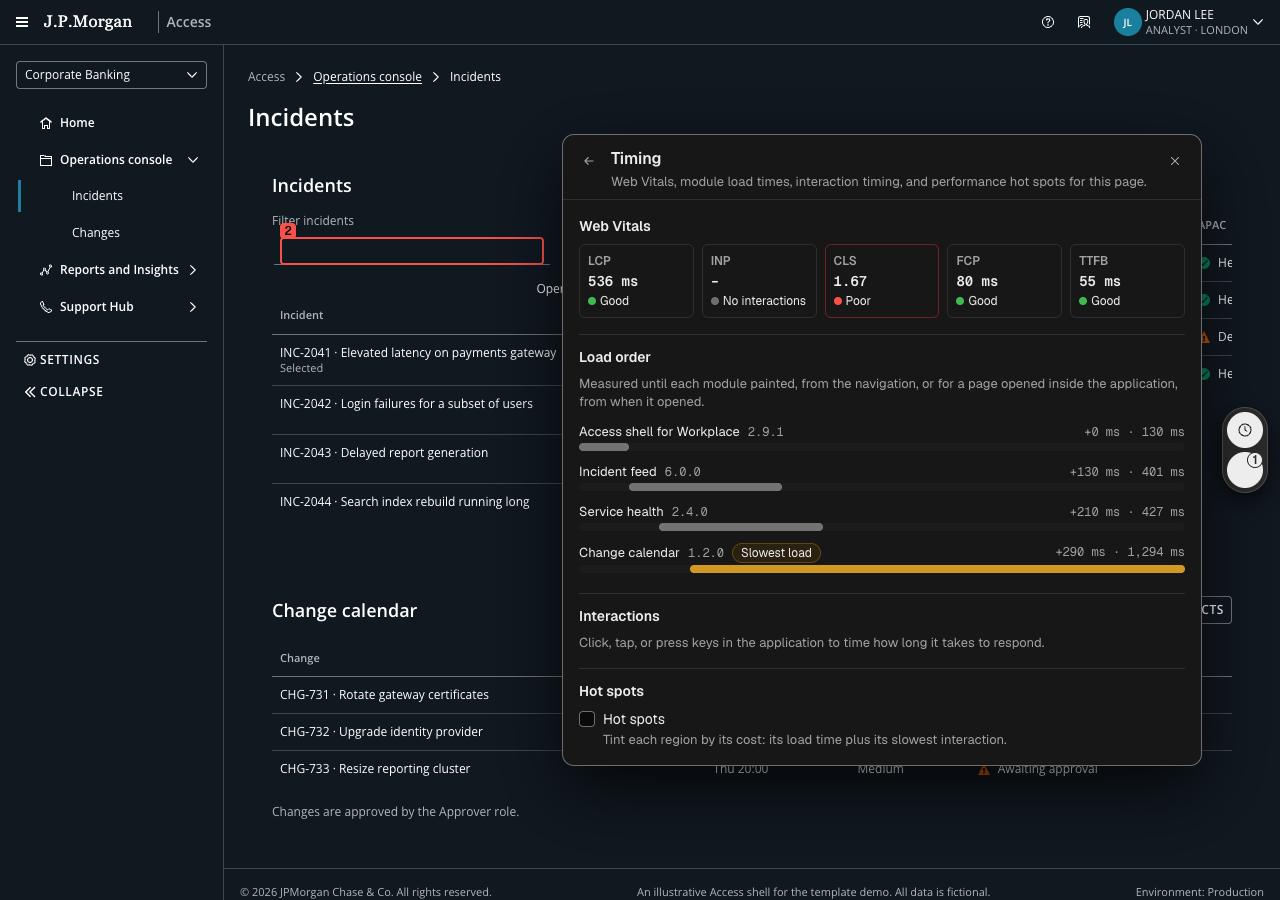 J.P.Morgan
Access
JL
JORDAN LEE
ANALYST · LONDON
Corporate Banking
Home
Operations console
Incidents
Changes
Reports and Insights
Support Hub
SETTINGS
COLLAPSE
Access
Operations console
Incidents
Incidents
Incidents
Filter incidents
2
Incident
INC-2041 · Elevated latency on payments gateway
Selected
INC-2042 · Login failures for a subset of users
INC-2043 · Delayed report generation
INC-2044 · Search index rebuild running long
Timing
Web Vitals, module load times, interaction timing, and performance hot spots for this page.
Web Vitals
LCP
536 ms
Good
INP
–
No interactions
CLS
1.67
Poor
FCP
80 ms
Good
TTFB
55 ms
Good
Load order
Measured until each module painted, from the navigation, or for a page opened inside the application,
from when it opened.
Access shell for Workplace 2.9.1 +0 ms · 130 ms
Incident feed 6.0.0 +130 ms · 401 ms
Service health 2.4.0 +210 ms · 427 ms
Change calendar 1.2.0 Slowest load +290 ms · 1,294 ms
Interactions
Click, tap, or press keys in the application to time how long it takes to respond.
Hot spots
Hot spots
Tint each region by its cost: its load time plus its slowest interaction.
1
Change calendar
Change
CHG-731 · Rotate gateway certificates
CHG-732 · Upgrade identity provider
CHG-733 · Resize reporting cluster Thu 20:00 Medium Awaiting approval
Changes are approved by the Approver role.
© 2026 JPMorgan Chase & Co. All rights reserved.
An illustrative Access shell for the template demo. All data is fictional.
Environment: Production